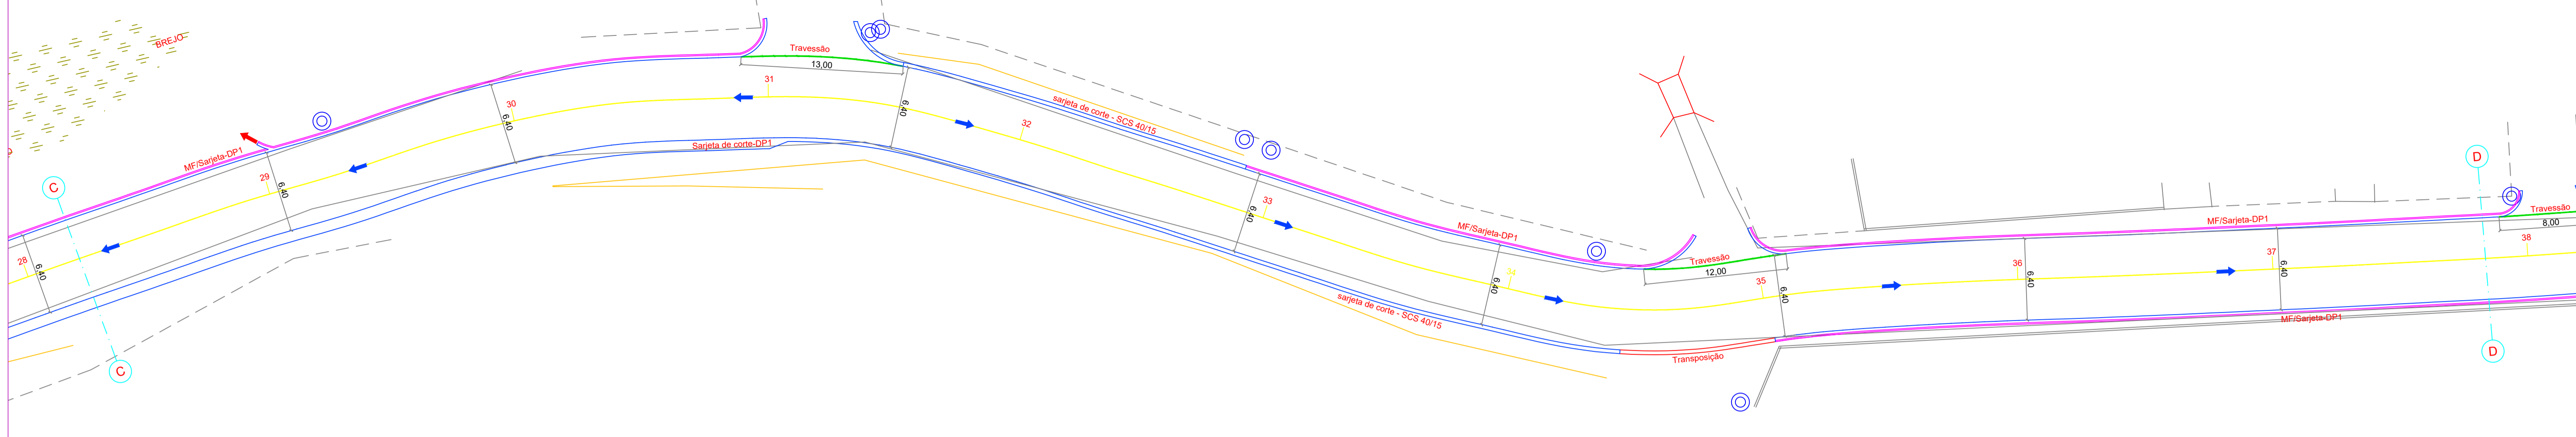 BREJO
MF/Sarjeta-DP1
C
28
6,40
C
29
6,40
30
6,40
Travessão
13,00
31
Sarjeta de corte-DP1
6,40
sarjeta de corte - SCS 40/15
32
33
6,40
MF/Sarjeta-DP1
34
6,40
sarjeta de corte - SCS 40/15
Travessão
12,00
35
6,40
Transposição
36
6,40
MF/Sarjeta-DP1
37
6,40
MF/Sarjeta-DP1
D
38
D
Travessão
8,00